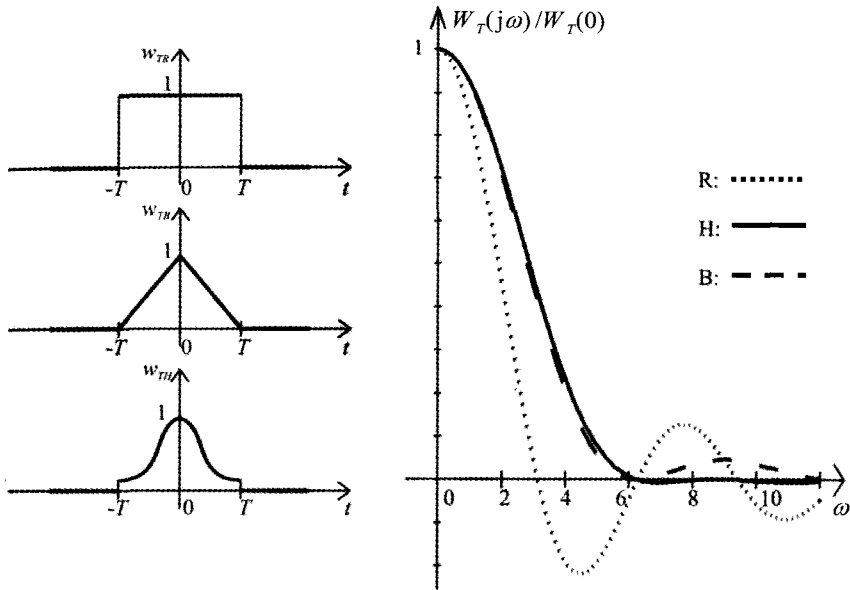 w_TR
1
-T 0 T t
w_TB
1
-T 0 T t
w_TH
1
-T 0 T t
W_T(jω)/W_T(0)
1
R:
H:
B:
0 2 4 6 8 10 ω